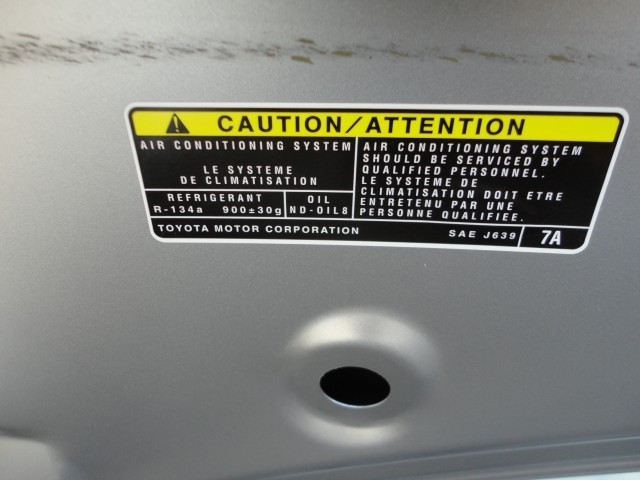 CAUTION/ATTENTION
AIR CONDITIONING SYSTEM
LE SYSTEME
DE CLIMATISATION
REFRIGERANT
R-134a 900±30g
OIL
ND-OIL8
AIR CONDITIONING SYSTEM
SHOULD BE SERVICED BY
QUALIFIED PERSONNEL.
LE SYSTEME DE
CLIMATISATION DOIT ETRE
ENTRETENU PAR UNE
PERSONNE QUALIFIEE.
TOYOTA MOTOR CORPORATION
SAE J639
7A